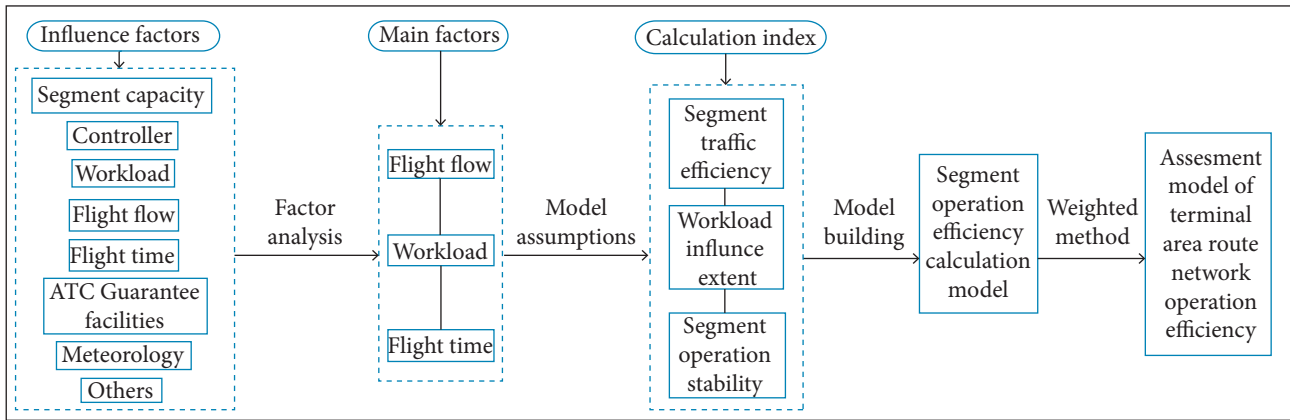 Influence factors
Segment capacity
Controller
Workload
Flight flow
Flight time
ATC Guarantee
facilities
Meteorology
Others
Factor
analysis
Main factors
Flight flow
Workload
Flight time
Model
assumptions
Calculation index
Segment
traffic
efficiency
Workload
influnce
extent
Segment
operation
stability
Model
building
Segment
operation
efficiency
calculation
model
Weighted
method
Assesment
model of
terminal
area route
network
operation
efficiency